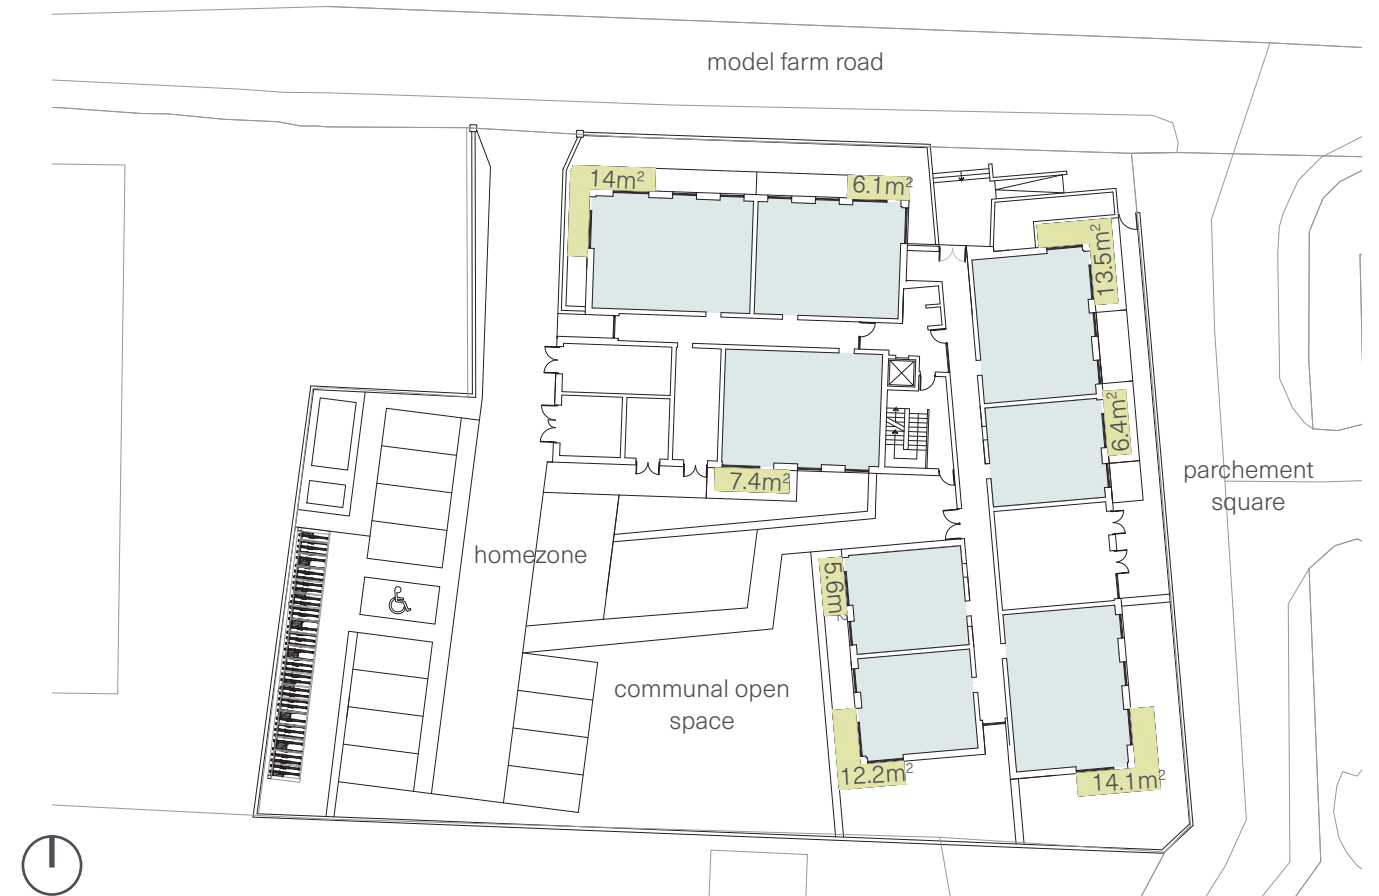 model farm road
14m²
6.1m²
13.5m²
6.4m²
7.4m²
parchement
square
homezone
5.6m²
communal open
space
12.2m²
14.1m²